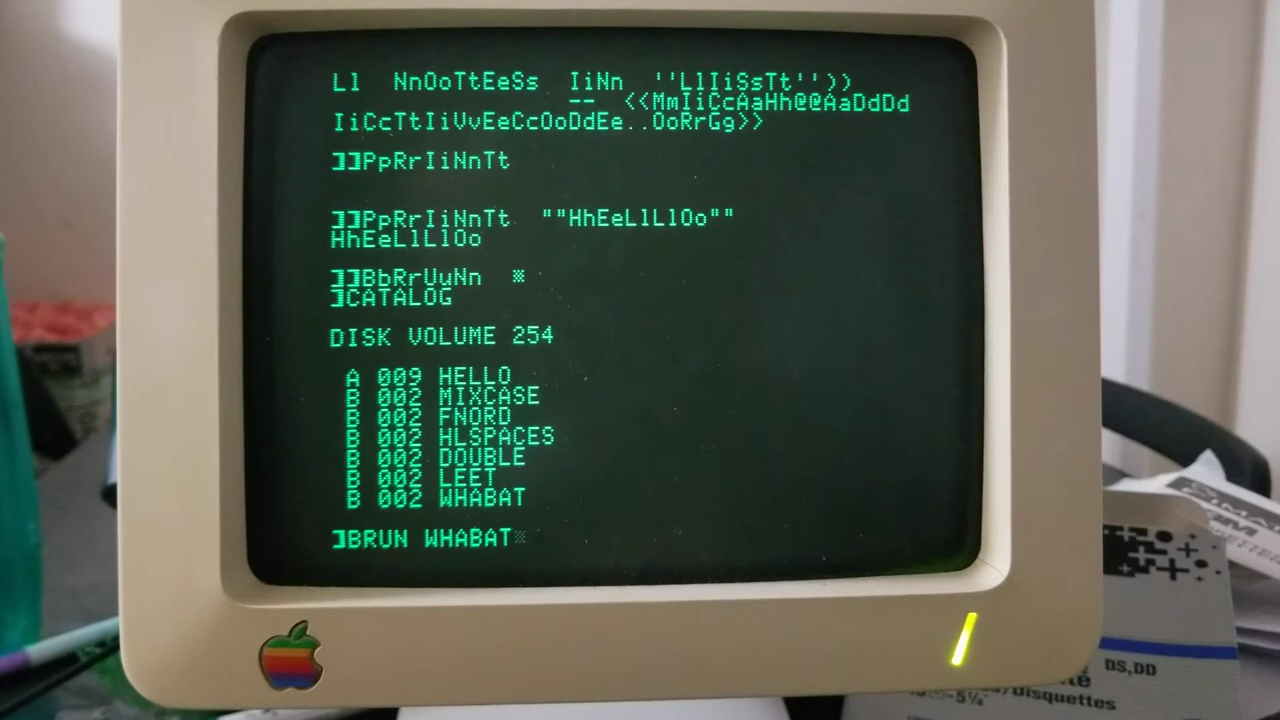 Ll  NnOoTtEeSs  IiNn  ''LlIiSsTt''))
--  <<MmIiCcAaHh@@AaDdDd
IiCcTtIiVvEeCcOoDdEe..OoRrGg>>
]]PpRrIiNnTt
]]PpRrIiNnTt  ""HhEeLlLlOo""
HhEeLlLlOo
]]BbRrUuNn
]CATALOG
DISK VOLUME 254
A 009 HELLO
B 002 MIXCASE
B 002 FNORD
B 002 HLSPACES
B 002 DOUBLE
B 002 LEET
B 002 WHABAT
]BRUN WHABAT
DS,DD
Disquettes